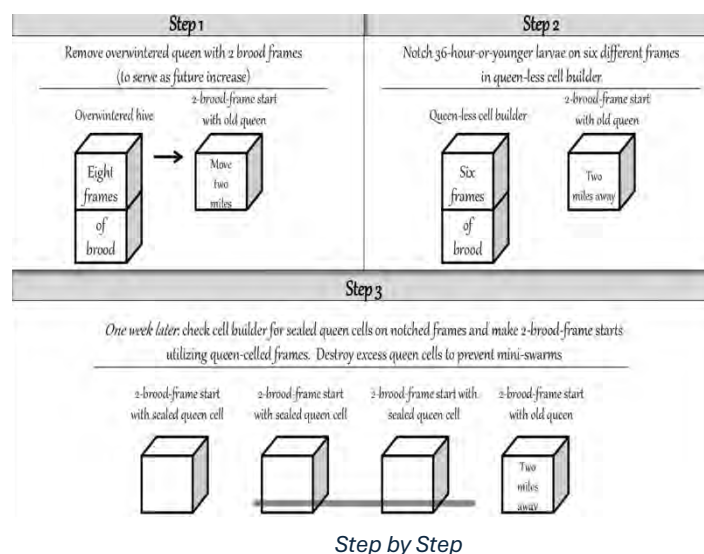 Step 1
Remove overwintered queen with 2 brood frames
(to serve as future increase)
Overwintered hive
2-brood-frame start
with old queen
Eight
frames
of
brood
Move
two
miles
Step 2
Notch 36-hour-or-younger larvae on six different frames
in queen-less cell builder
Queen-less cell builder
2-brood-frame start
with old queen
Six
frames
of
brood
Two
miles away
Step 3
One week later: check cell builder for sealed queen cells on notched frames and make 2-brood-frame starts
utilizing queen-celled frames. Destroy excess queen cells to prevent mini-swarms
2-brood-frame start
with sealed queen cell
2-brood-frame start
with sealed queen cell
2-brood-frame start with
sealed queen cell
2-brood-frame start
with old queen
Two
miles
away
Step by Step